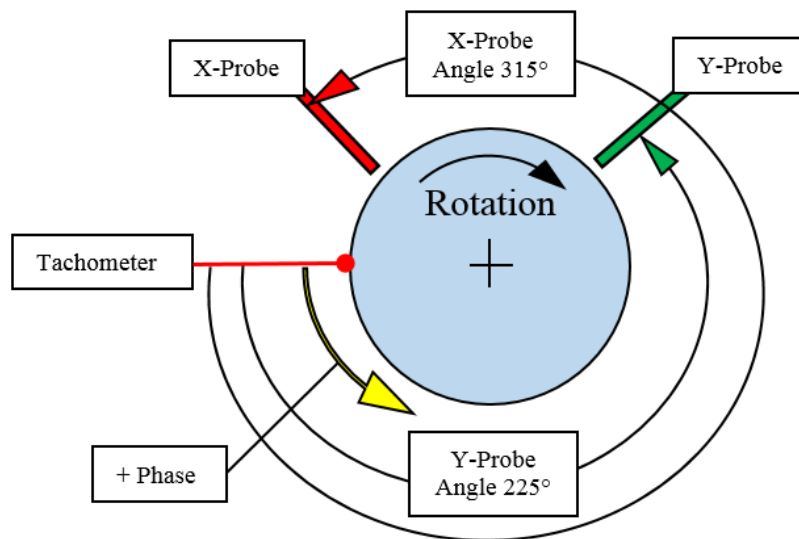 X-Probe
Angle 315°
X-Probe
Y-Probe
Rotation
Tachometer
+ Phase
Y-Probe
Angle 225°